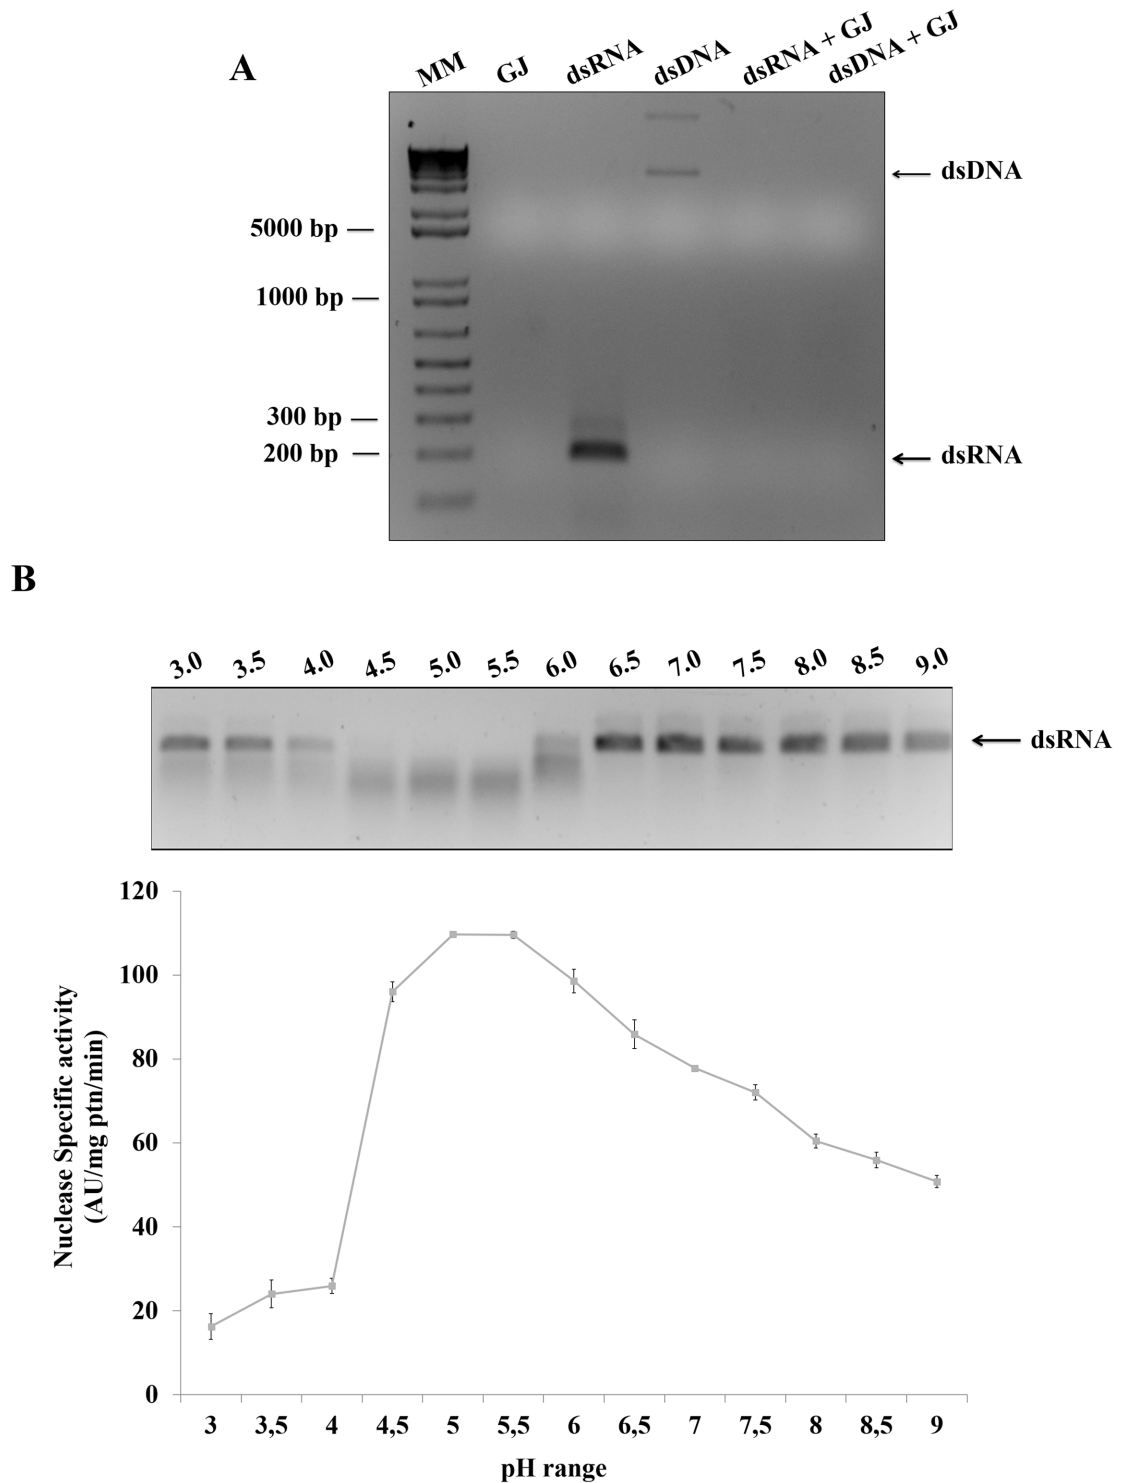 A
MM GJ dsRNA dsDNA dsRNA + GJ dsDNA + GJ
dsDNA
5000 bp
1000 bp
300 bp
200 bp
dsRNA
B
3.0 3.5 4.0 4.5 5.0 5.5 6.0 6.5 7.0 7.5 8.0 8.5 9.0
dsRNA
120
100
80
60
40
20
0
Nuclease Specific activity
(AU/mg ptn/min)
3 3,5 4 4,5 5 5,5 6 6,5 7 7,5 8 8,5 9
pH range